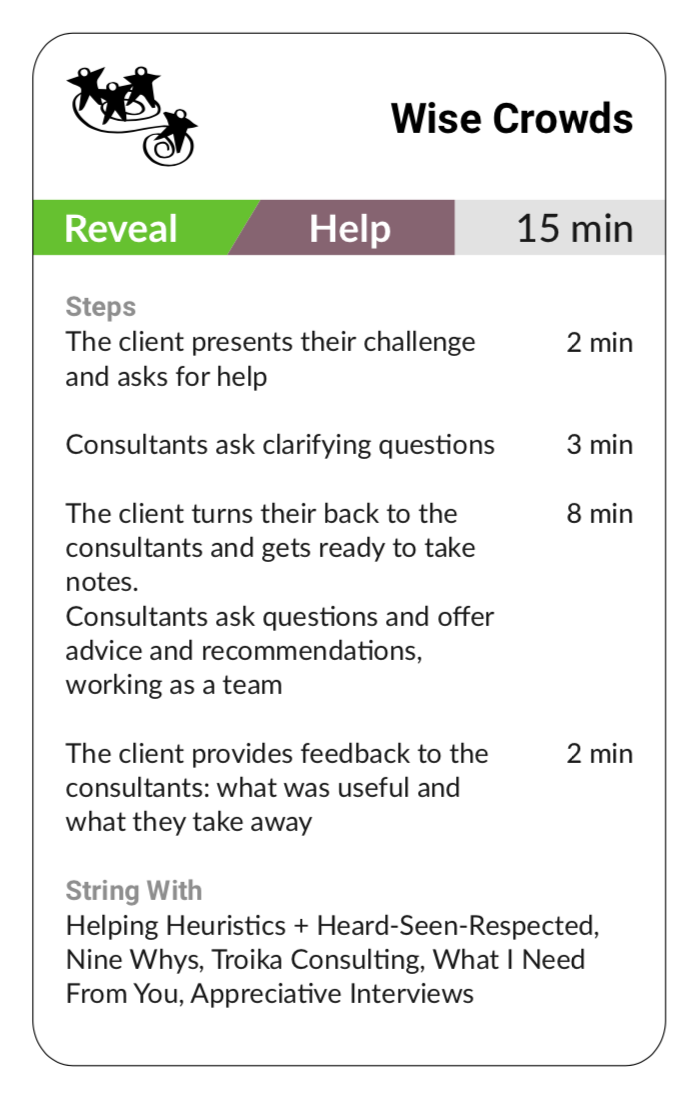 Wise Crowds
Reveal Help 15 min
Steps
The client presents their challenge 2 min
and asks for help
Consultants ask clarifying questions 3 min
The client turns their back to the 8 min
consultants and gets ready to take
notes.
Consultants ask questions and offer
advice and recommendations,
working as a team
The client provides feedback to the 2 min
consultants: what was useful and
what they take away
String With
Helping Heuristics + Heard-Seen-Respected,
Nine Whys, Troika Consulting, What I Need
From You, Appreciative Interviews